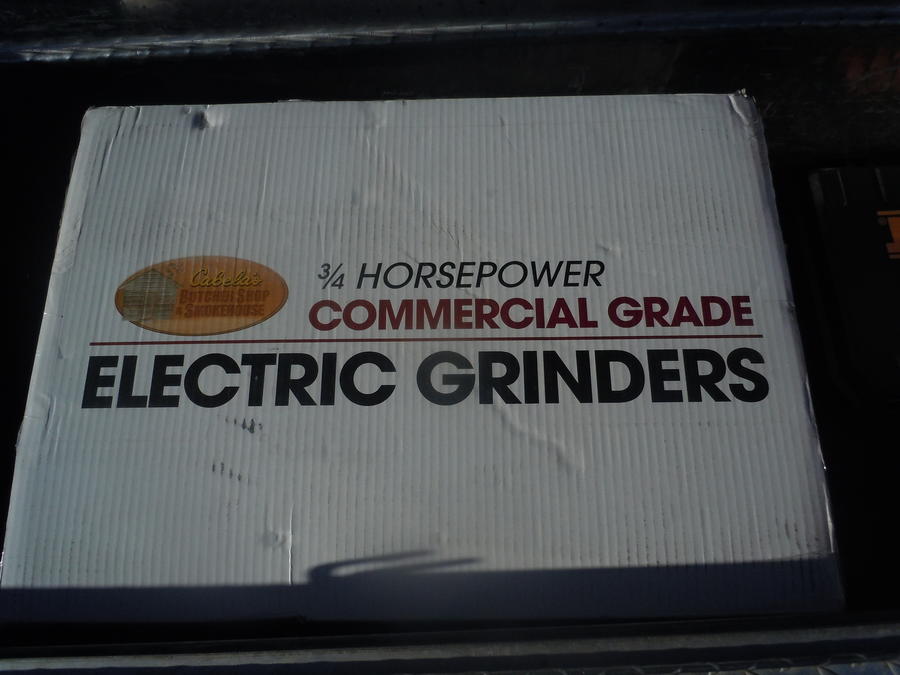 Cabela's
BUTCHER SHOP
& SMOKEHOUSE
3/4 HORSEPOWER
COMMERCIAL GRADE
ELECTRIC GRINDERS